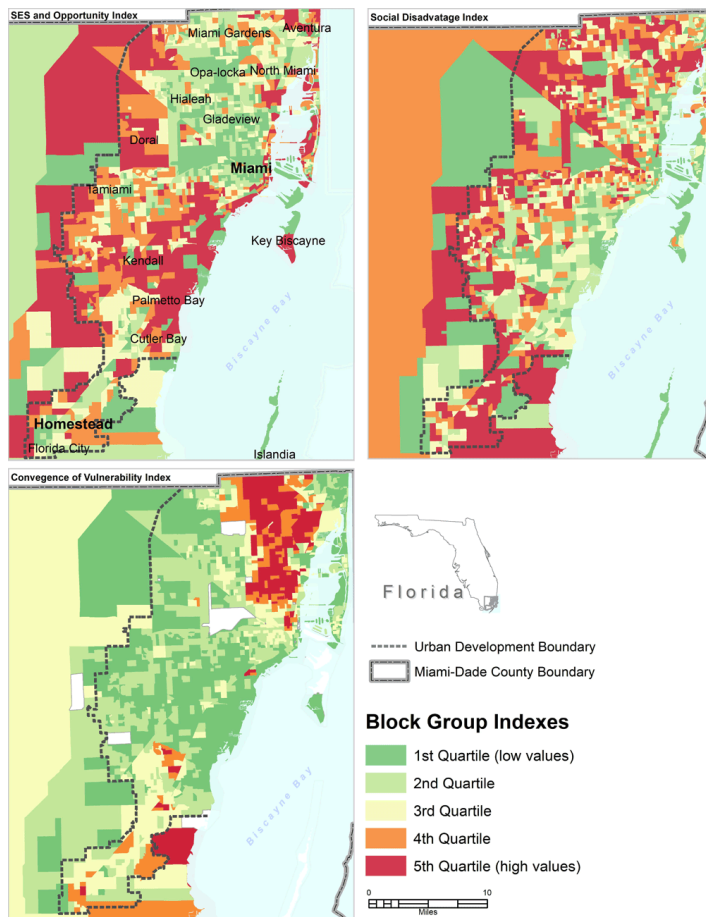 SES and Opportunity Index
Miami Gardens
Aventura
Opa-locka
North Miami
Hialeah
Gladeview
Doral
Miami
Tamiami
Key Biscayne
Kendall
Palmetto Bay
Cutler Bay
Biscayne Bay
Homestead
Florida City
Islandia
Social Disadvatage Index
Biscayne Bay
Convegence of Vulnerability Index
Biscayne Bay
Florida
Urban Development Boundary
Miami-Dade County Boundary
Block Group Indexes
1st Quartile (low values)
2nd Quartile
3rd Quartile
4th Quartile
5th Quartile (high values)
0 10
Miles